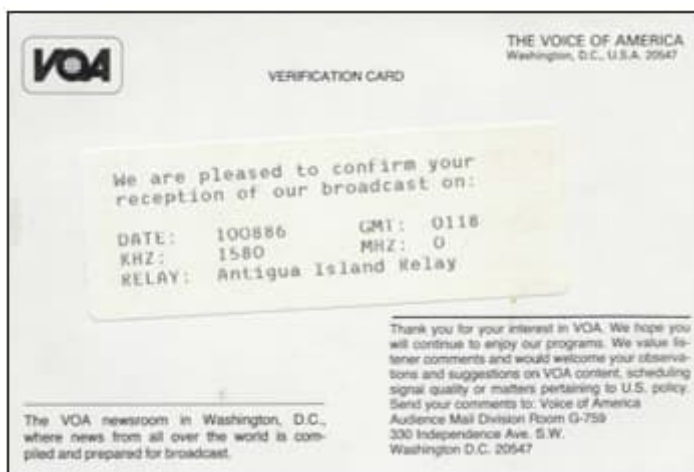 VOA
THE VOICE OF AMERICA
Washington, D.C., U.S.A. 20547
VERIFICATION CARD
We are pleased to confirm your
reception of our broadcast on:
DATE: 100886 GMT: 0118
KHZ: 1580 MHZ: 0
RELAY: Antigua Island Relay
Thank you for your interest in VOA. We hope you
will continue to enjoy our programs. We value lis-
tener comments and would welcome your observa-
tions and suggestions on VOA content, scheduling
signal quality or matters pertaining to U.S. policy.
Send your comments to: Voice of America
Audience Mail Division Room G-759
330 Independence Ave. S.W.
Washington D.C. 20547
The VOA newsroom in Washington, D.C.,
where news from all over the world is com-
piled and prepared for broadcast.